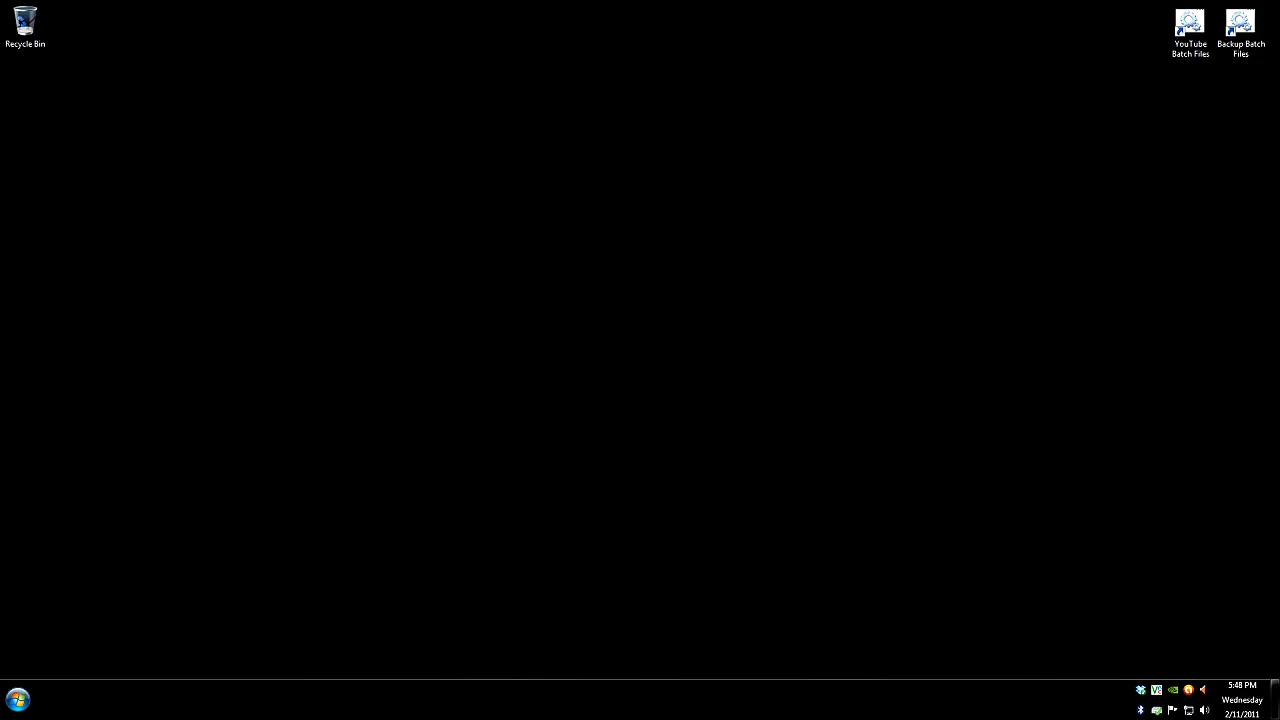 Recycle Bin
YouTube
Batch Files
Backup Batch
Files
5:48 PM
Wednesday
2/11/2011